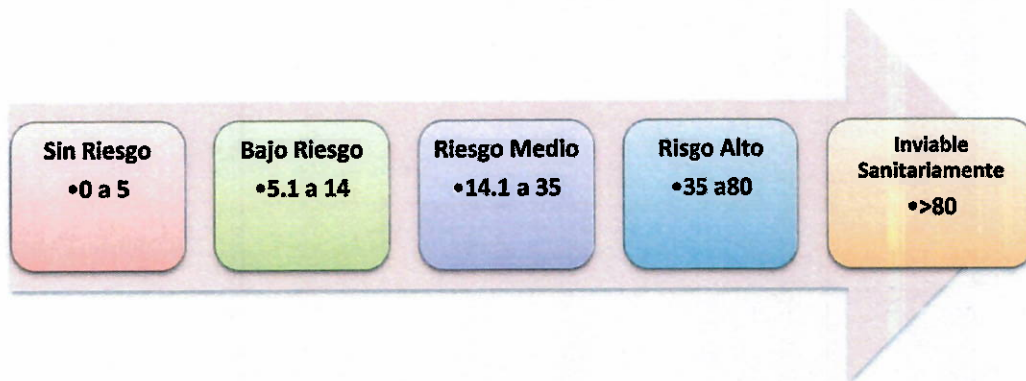 Sin Riesgo
•0 a 5
Bajo Riesgo
•5.1 a 14
Riesgo Medio
•14.1 a 35
Risgo Alto
•35 a80
Inviable
Sanitariamente
•>80